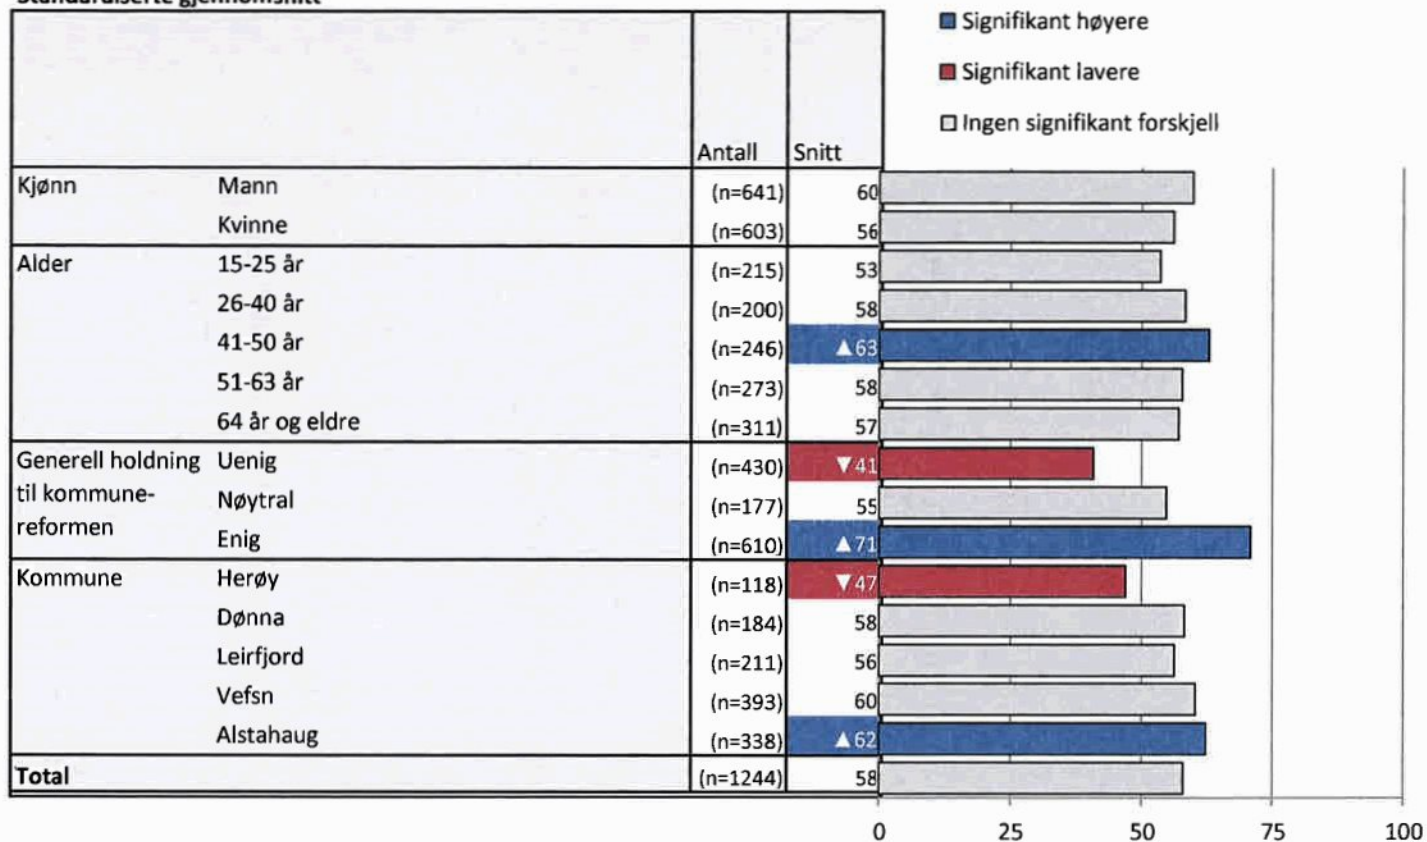 Standardiserte gjennomsnitt
Signifikant høyere
Signifikant lavere
Ingen signifikant forskjell
Antall Snitt
Kjønn Mann (n=641) 60
Kvinne (n=603) 56
Alder 15-25 år (n=215) 53
26-40 år (n=200) 58
41-50 år (n=246) ▲63
51-63 år (n=273) 58
64 år og eldre (n=311) 57
Generell holdning Uenig (n=430) ▼41
til kommune- Nøytral (n=177) 55
reformen Enig (n=610) ▲71
Kommune Herøy (n=118) ▼47
Dønna (n=184) 58
Leirfjord (n=211) 56
Vefsn (n=393) 60
Alstahaug (n=338) ▲62
Total (n=1244) 58
0 25 50 75 100